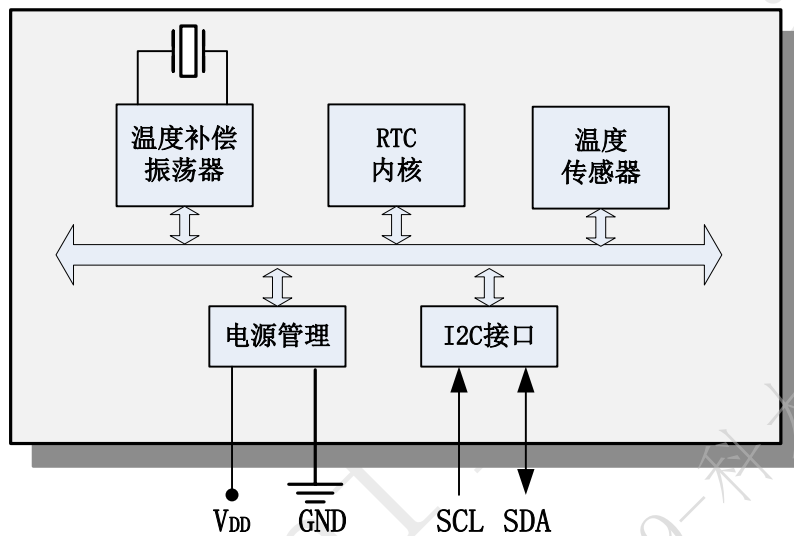 温度补偿
振荡器
RTC
内核
温度
传感器
电源管理
I2C接口
VDD
GND
SCL
SDA